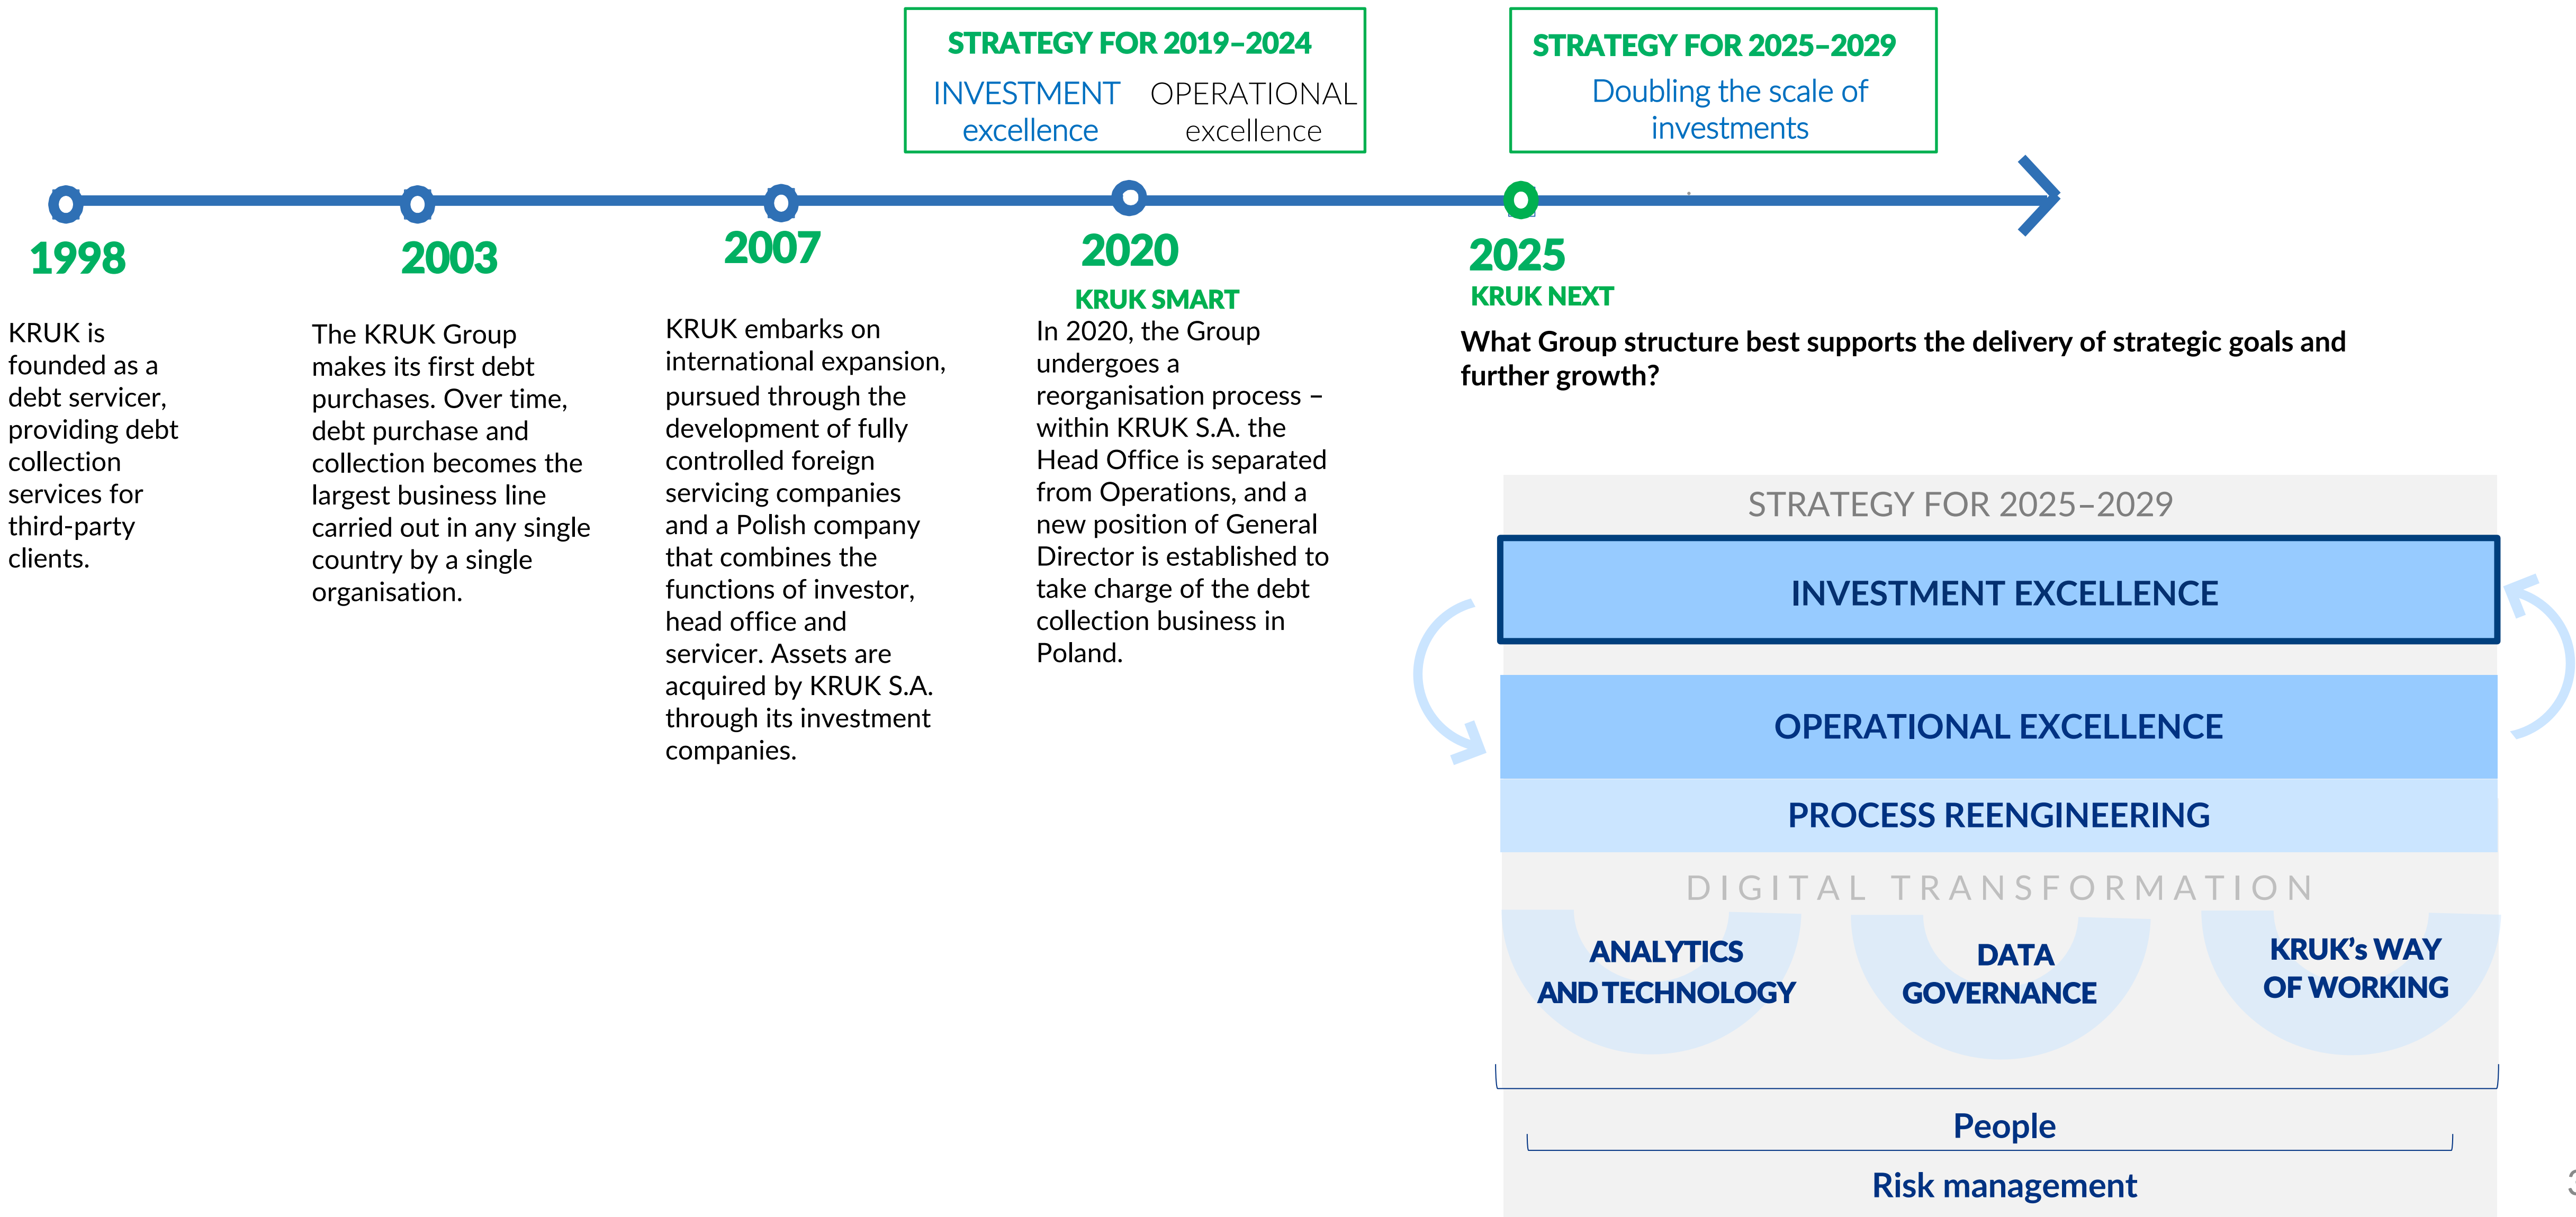 STRATEGY FOR 2019–2024
INVESTMENT
excellence
OPERATIONAL
excellence
STRATEGY FOR 2025–2029
Doubling the scale of
investments
1998
KRUK is
founded as a
debt servicer,
providing debt
collection
services for
third-party
clients.
2003
The KRUK Group
makes its first debt
purchases. Over time,
debt purchase and
collection becomes the
largest business line
carried out in any single
country by a single
organisation.
2007
KRUK embarks on
international expansion,
pursued through the
development of fully
controlled foreign
servicing companies
and a Polish company
that combines the
functions of investor,
head office and
servicer. Assets are
acquired by KRUK S.A.
through its investment
companies.
2020
KRUK SMART
In 2020, the Group
undergoes a
reorganisation process –
within KRUK S.A. the
Head Office is separated
from Operations, and a
new position of General
Director is established to
take charge of the debt
collection business in
Poland.
2025
KRUK NEXT
What Group structure best supports the delivery of strategic goals and
further growth?
STRATEGY FOR 2025–2029
INVESTMENT EXCELLENCE
OPERATIONAL EXCELLENCE
PROCESS REENGINEERING
DIGITAL TRANSFORMATION
ANALYTICS
AND TECHNOLOGY
DATA
GOVERNANCE
KRUK's WAY
OF WORKING
People
Risk management